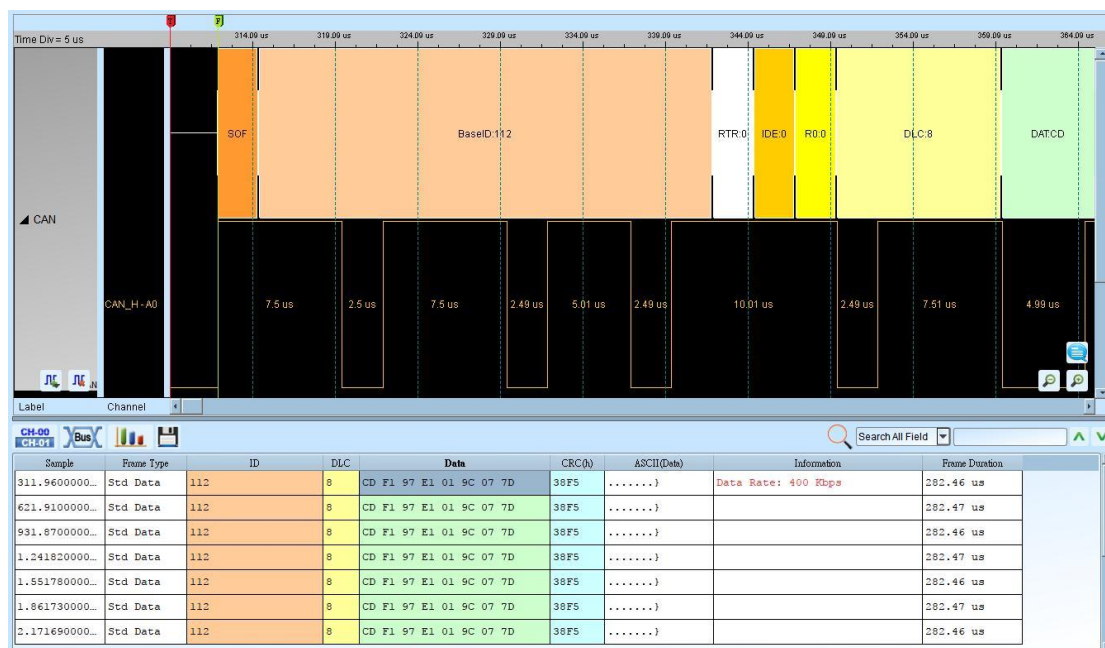 T F
Time Div = 5 us 314.09 us 319.09 us 324.09 us 329.09 us 334.09 us 339.09 us 344.09 us 349.09 us 354.09 us 359.09 us 364.09 us
SOF BaseID:112 RTR:0 IDE:0 R0:0 DLC:8 DAT:CD
CAN
CAN_H - A0 7.5 us 2.5 us 7.5 us 2.49 us 5.01 us 2.49 us 10.01 us 2.49 us 7.51 us 4.99 us
Label Channel
CH-00
CH-01 Bus Search All Field
Sample Frame Type ID DLC Data CRC(h) ASCII(Data) Information Frame Duration
311.9600000... Std Data 112 8 CD F1 97 E1 01 9C 07 7D 38F5 .......} Data Rate: 400 Kbps 282.46 us
621.9100000... Std Data 112 8 CD F1 97 E1 01 9C 07 7D 38F5 .......} 282.47 us
931.8700000... Std Data 112 8 CD F1 97 E1 01 9C 07 7D 38F5 .......} 282.46 us
1.241820000... Std Data 112 8 CD F1 97 E1 01 9C 07 7D 38F5 .......} 282.47 us
1.551780000... Std Data 112 8 CD F1 97 E1 01 9C 07 7D 38F5 .......} 282.46 us
1.861730000... Std Data 112 8 CD F1 97 E1 01 9C 07 7D 38F5 .......} 282.47 us
2.171690000... Std Data 112 8 CD F1 97 E1 01 9C 07 7D 38F5 .......} 282.46 us